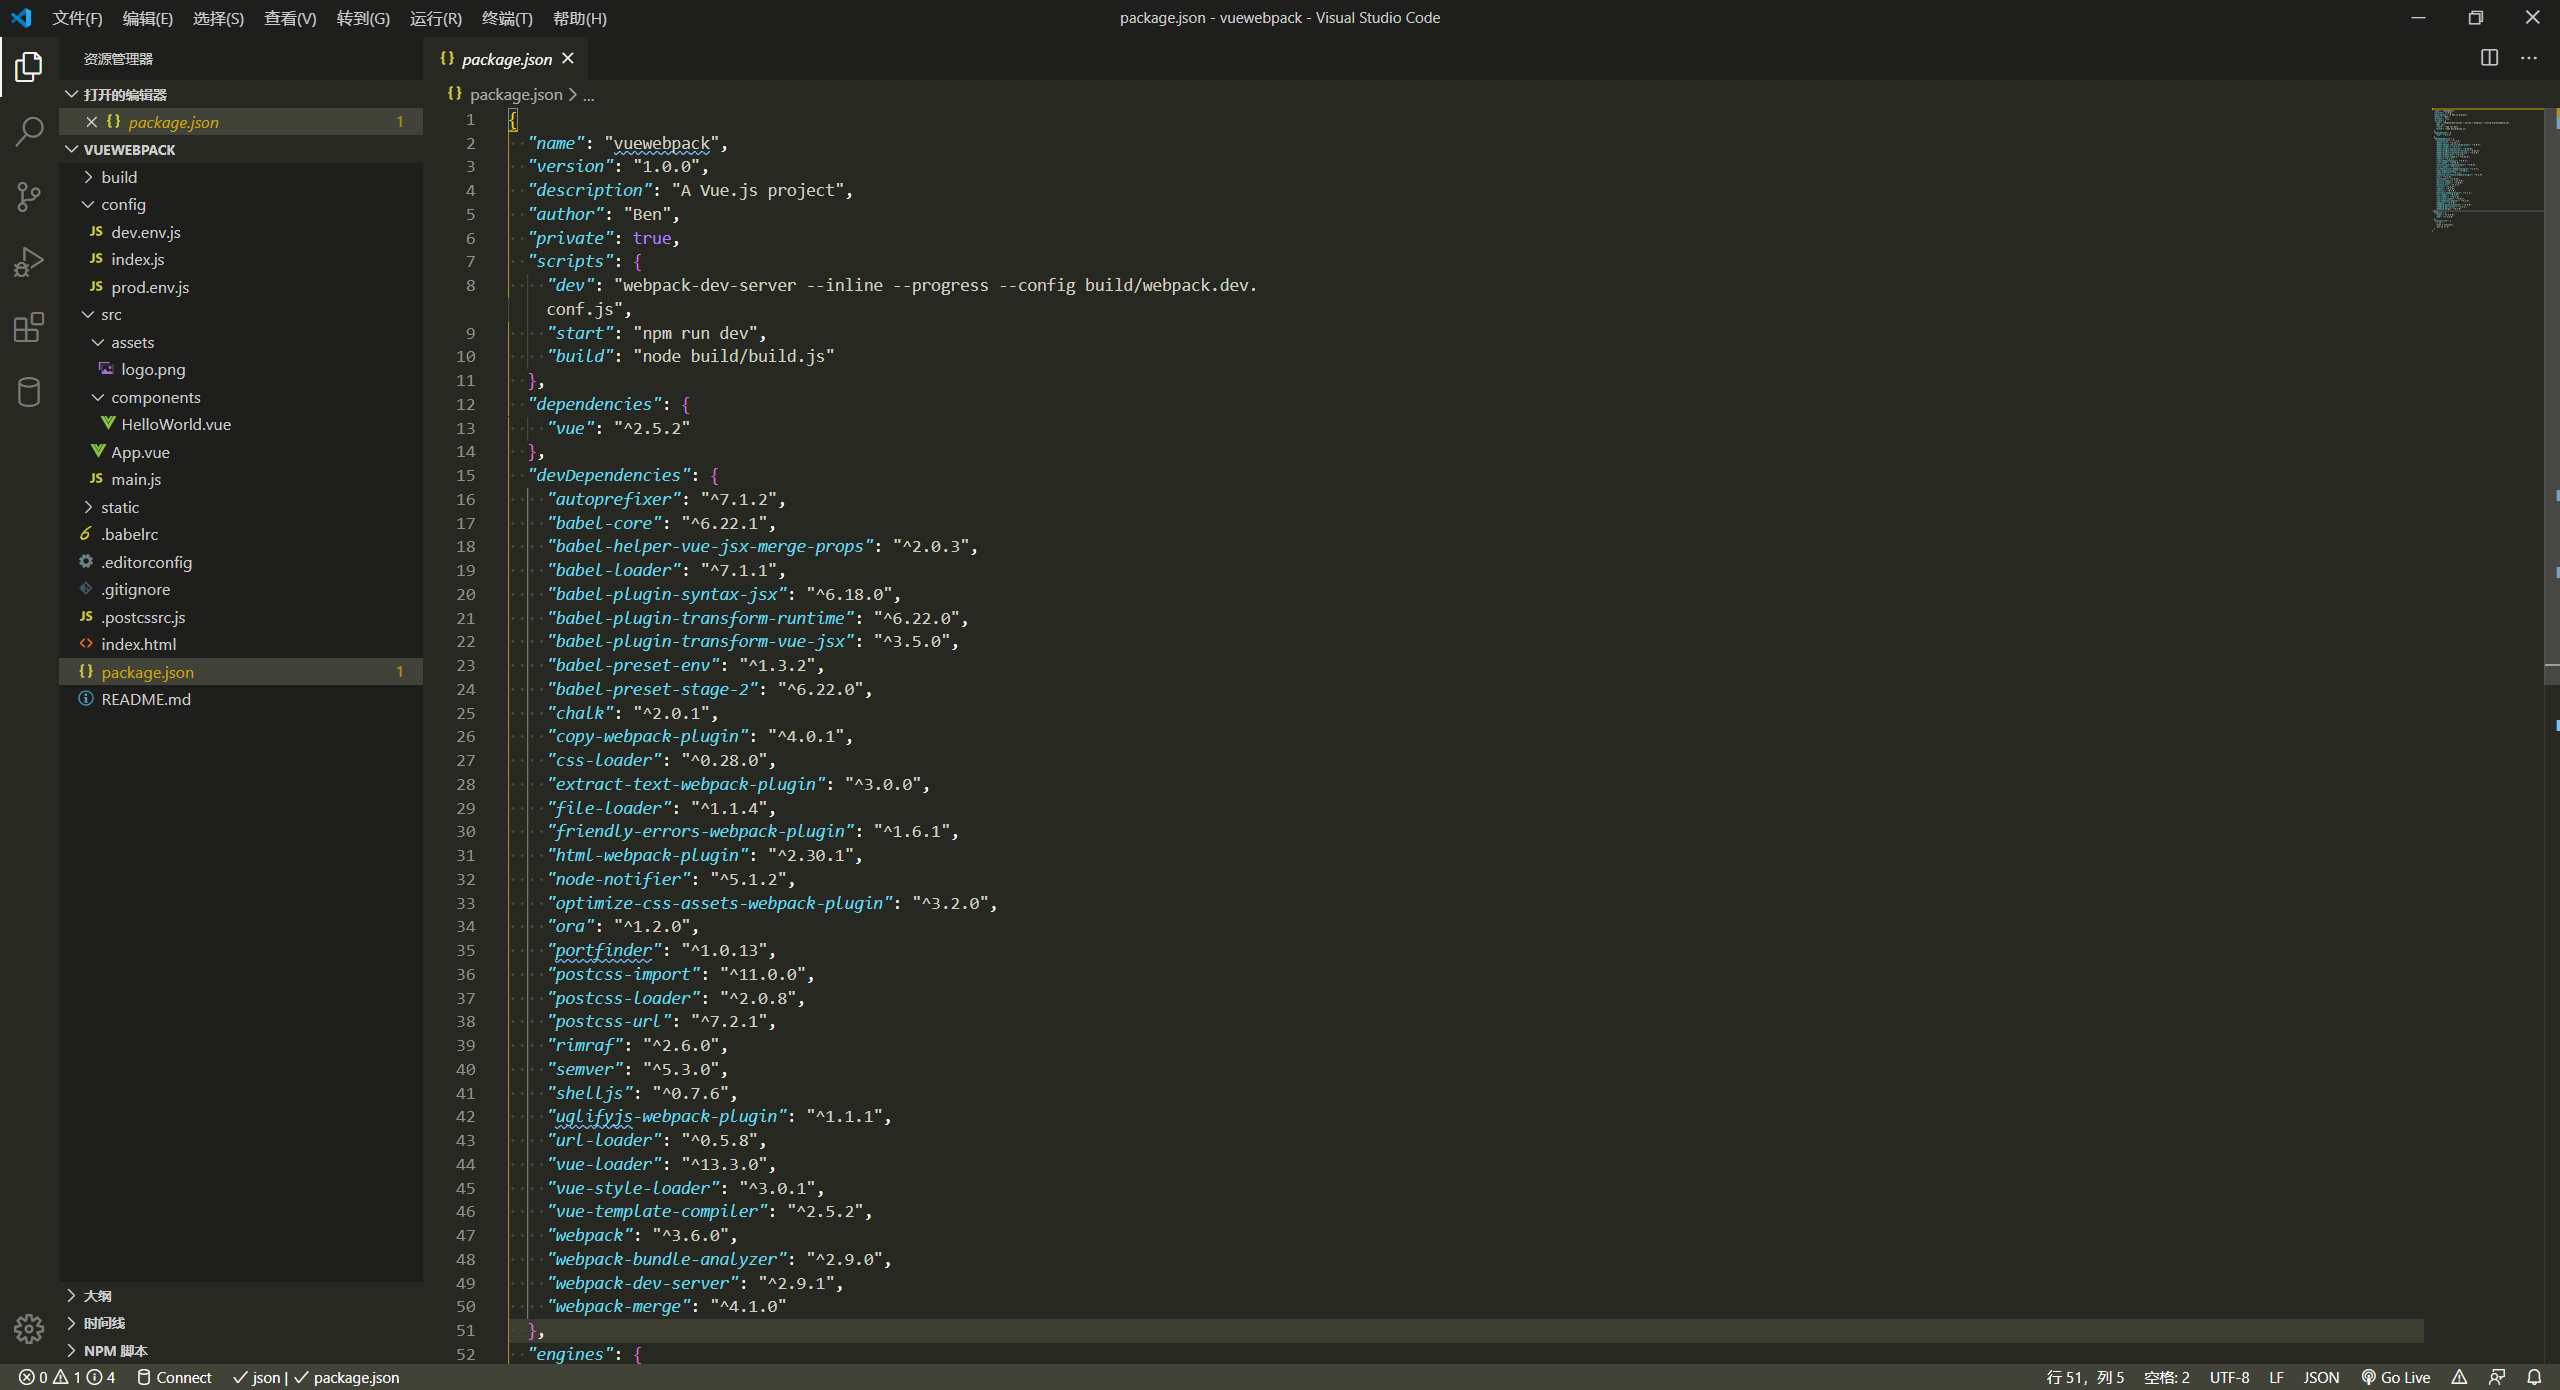 文件(F) 编辑(E) 选择(S) 查看(V) 转到(G) 运行(R) 终端(T) 帮助(H)
package.json - vuewebpack - Visual Studio Code
资源管理器
打开的编辑器
package.json 1
VUEWEBPACK
build
config
JS dev.env.js
JS index.js
JS prod.env.js
src
assets
logo.png
components
HelloWorld.vue
App.vue
JS main.js
static
.babelrc
.editorconfig
.gitignore
JS .postcssrc.js
<> index.html
{} package.json 1
README.md
大纲
时间线
NPM 脚本
{} package.json
{} package.json > ...
1 {
2 "name": "vuewebpack",
3 "version": "1.0.0",
4 "description": "A Vue.js project",
5 "author": "Ben",
6 "private": true,
7 "scripts": {
8 "dev": "webpack-dev-server --inline --progress --config build/webpack.dev.
conf.js",
9 "start": "npm run dev",
10 "build": "node build/build.js"
11 },
12 "dependencies": {
13 "vue": "^2.5.2"
14 },
15 "devDependencies": {
16 "autoprefixer": "^7.1.2",
17 "babel-core": "^6.22.1",
18 "babel-helper-vue-jsx-merge-props": "^2.0.3",
19 "babel-loader": "^7.1.1",
20 "babel-plugin-syntax-jsx": "^6.18.0",
21 "babel-plugin-transform-runtime": "^6.22.0",
22 "babel-plugin-transform-vue-jsx": "^3.5.0",
23 "babel-preset-env": "^1.3.2",
24 "babel-preset-stage-2": "^6.22.0",
25 "chalk": "^2.0.1",
26 "copy-webpack-plugin": "^4.0.1",
27 "css-loader": "^0.28.0",
28 "extract-text-webpack-plugin": "^3.0.0",
29 "file-loader": "^1.1.4",
30 "friendly-errors-webpack-plugin": "^1.6.1",
31 "html-webpack-plugin": "^2.30.1",
32 "node-notifier": "^5.1.2",
33 "optimize-css-assets-webpack-plugin": "^3.2.0",
34 "ora": "^1.2.0",
35 "portfinder": "^1.0.13",
36 "postcss-import": "^11.0.0",
37 "postcss-loader": "^2.0.8",
38 "postcss-url": "^7.2.1",
39 "rimraf": "^2.6.0",
40 "semver": "^5.3.0",
41 "shelljs": "^0.7.6",
42 "uglifyjs-webpack-plugin": "^1.1.1",
43 "url-loader": "^0.5.8",
44 "vue-loader": "^13.3.0",
45 "vue-style-loader": "^3.0.1",
46 "vue-template-compiler": "^2.5.2",
47 "webpack": "^3.6.0",
48 "webpack-bundle-analyzer": "^2.9.0",
49 "webpack-dev-server": "^2.9.1",
50 "webpack-merge": "^4.1.0"
51 },
52 "engines": {
0 1 4 Connect json | package.json
行 51，列 5 空格: 2 UTF-8 LF JSON Go Live